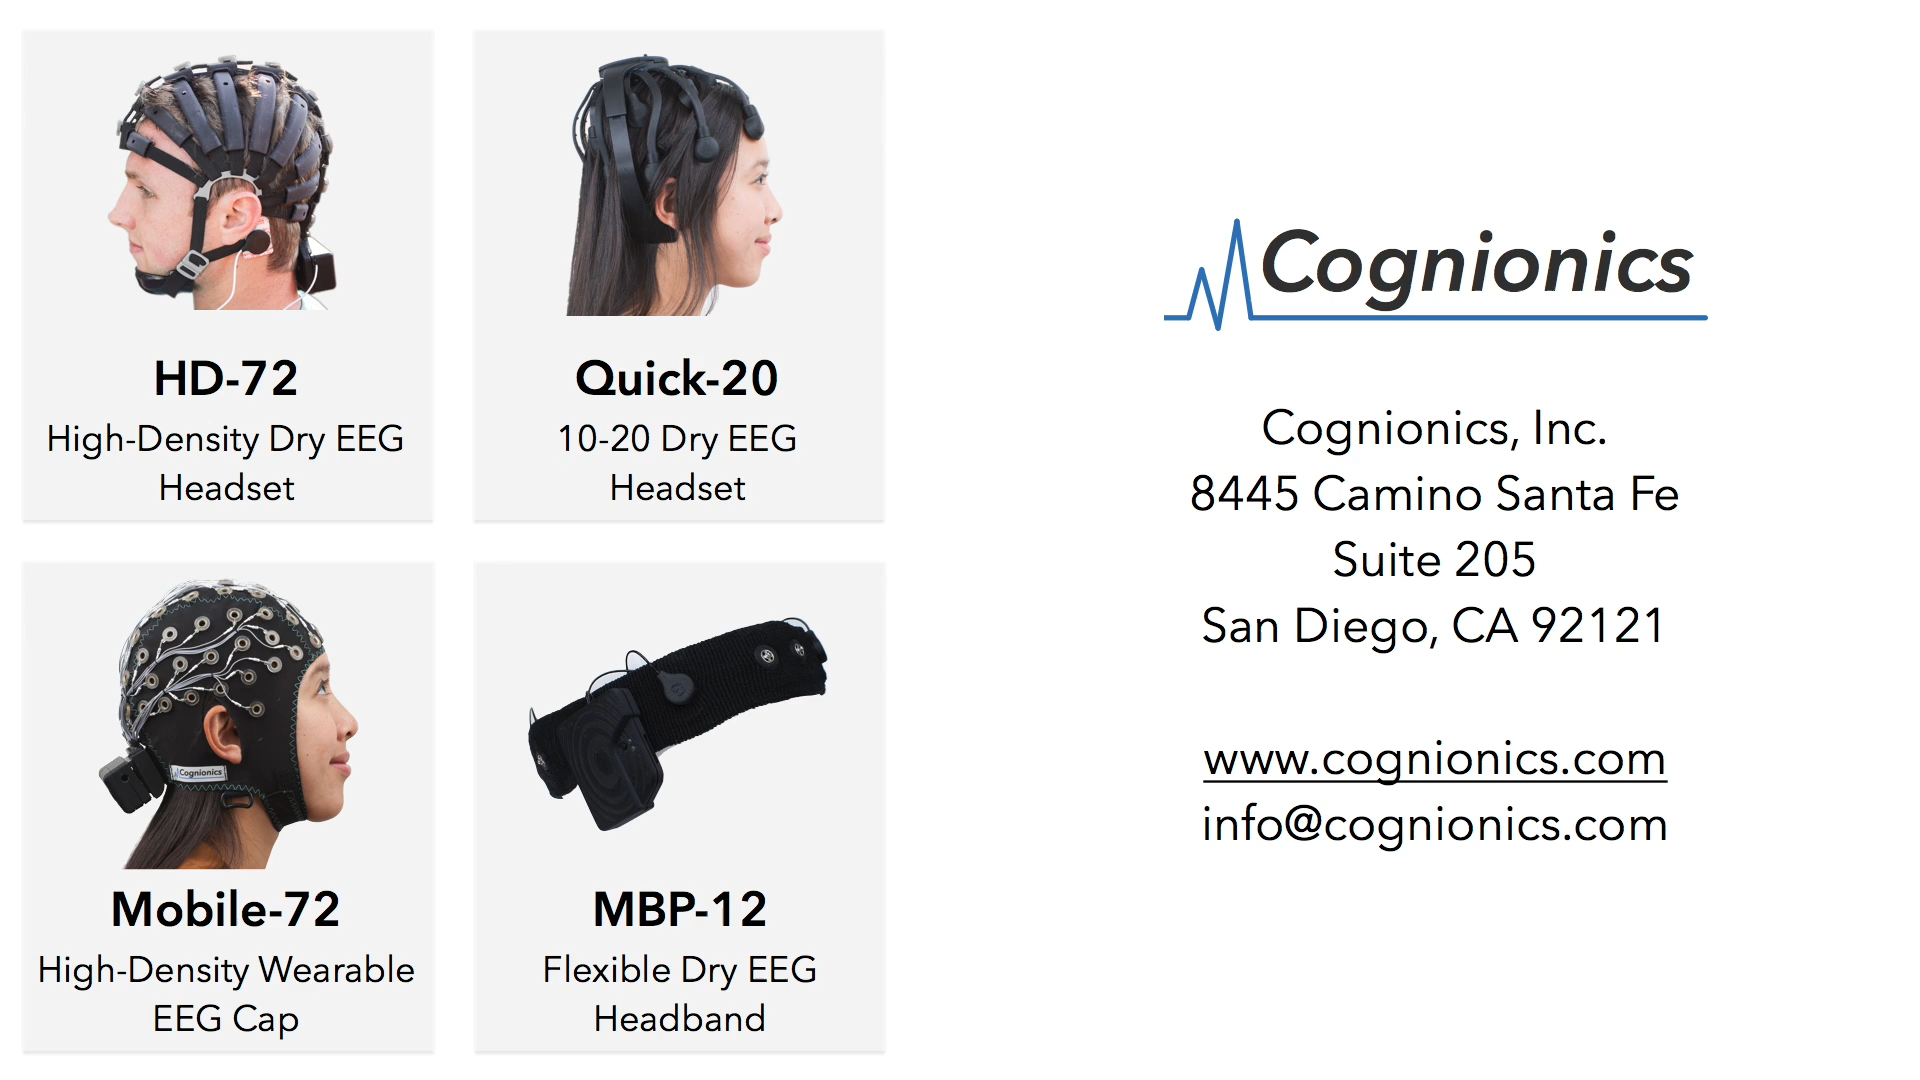 HD-72
High-Density Dry EEG
Headset
Quick-20
10-20 Dry EEG
Headset
Cognionics
Mobile-72
High-Density Wearable
EEG Cap
MBP-12
Flexible Dry EEG
Headband
Cognionics
Cognionics, Inc.
8445 Camino Santa Fe
Suite 205
San Diego, CA 92121
www.cognionics.com
info@cognionics.com